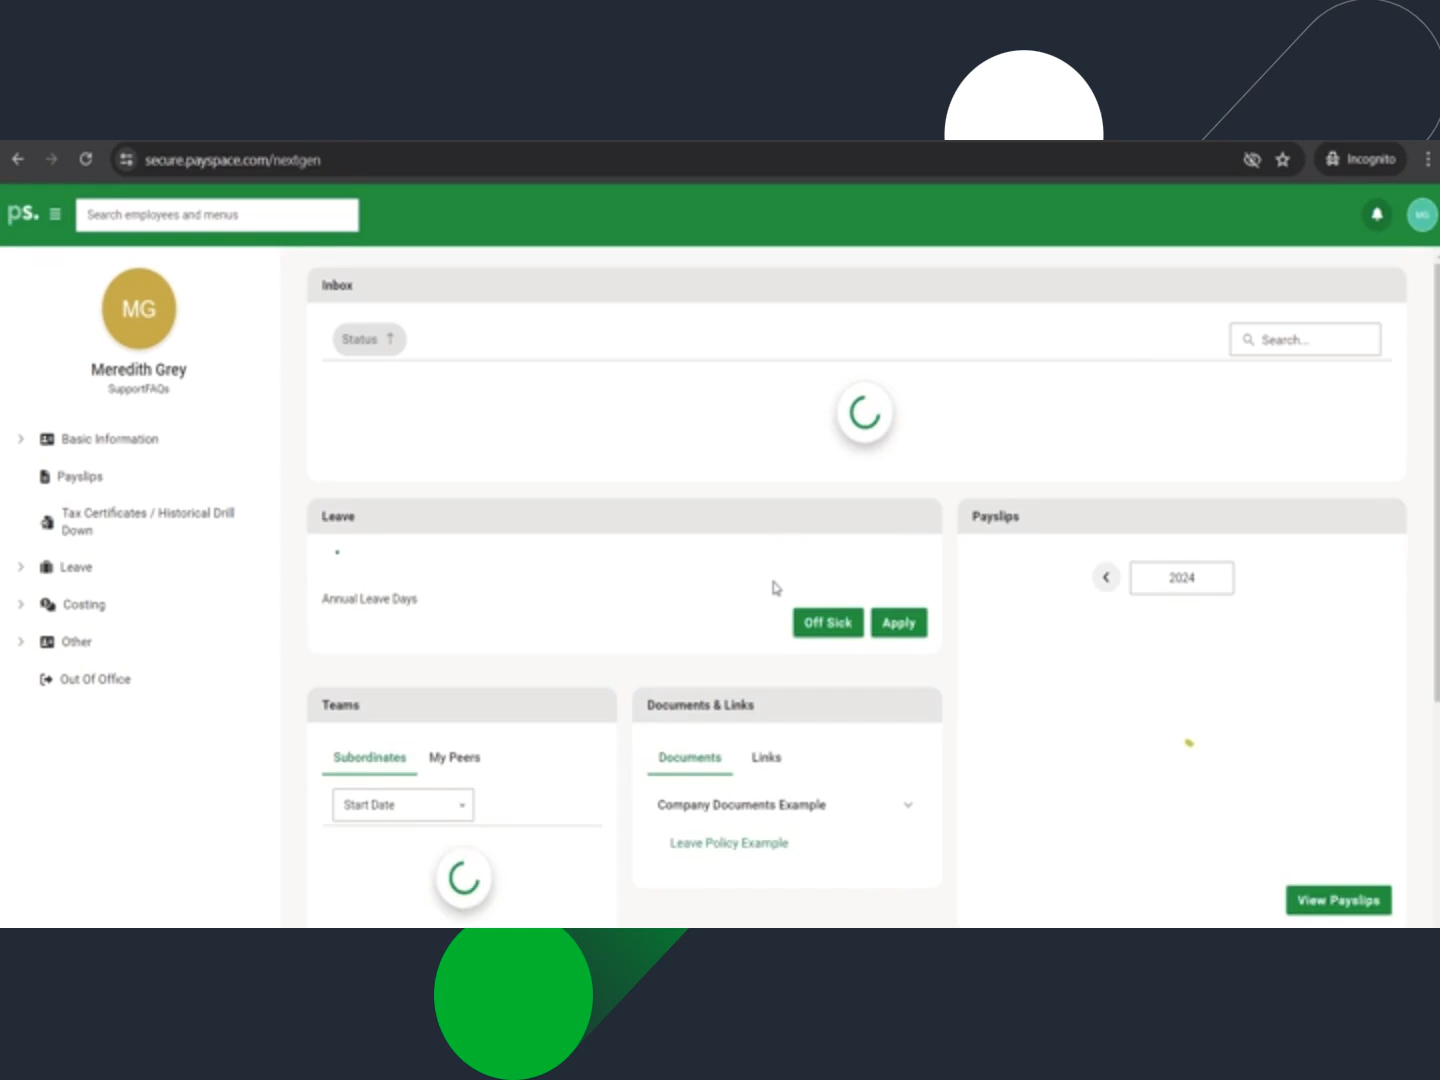 secure.payspace.com/nextgen
Incognito
ps.
Search employees and menus
MG
MG
Meredith Grey
SupportFAQs
Basic Information
Payslips
Tax Certificates / Historical Drill
Down
Leave
Costing
Other
Out Of Office
Inbox
Status
Search...
Leave
Annual Leave Days
Off Sick
Apply
Payslips
2024
View Payslips
Teams
Subordinates
My Peers
Start Date
Documents & Links
Documents
Links
Company Documents Example
Leave Policy Example